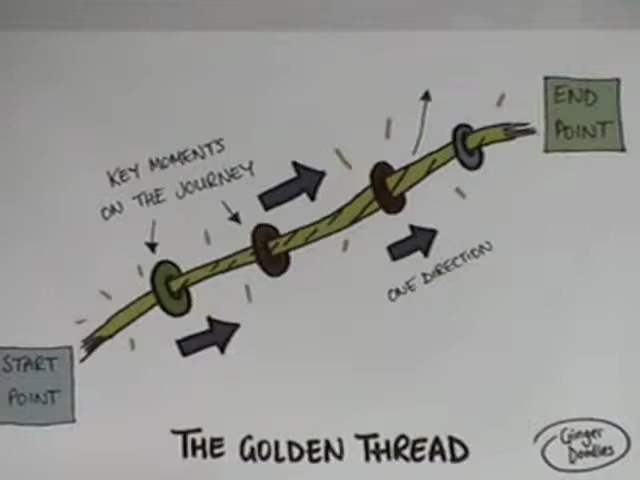 END
POINT
KEY MOMENTS
ON THE JOURNEY
ONE DIRECTION
START
POINT
THE GOLDEN THREAD
Ginger
Doodles